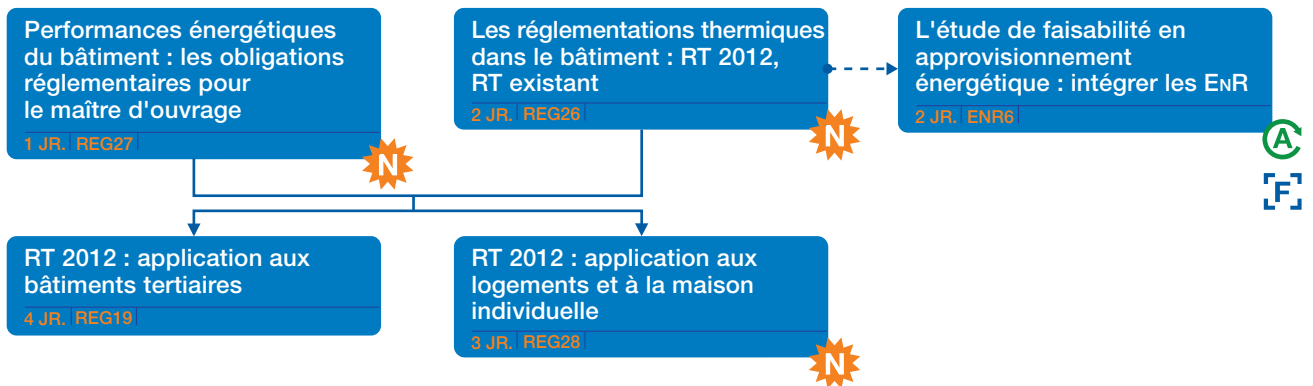 Performances énergétiques
du bâtiment : les obligations
réglementaires pour
le maître d'ouvrage
1 JR. REG27
N
Les réglementations thermiques
dans le bâtiment : RT 2012,
RT existant
2 JR. REG26
N
L'étude de faisabilité en
approvisionnement
énergétique : intégrer les ENR
2 JR. ENR6
A
F
RT 2012 : application aux
bâtiments tertiaires
4 JR. REG19
RT 2012 : application aux
logements et à la maison
individuelle
3 JR. REG28
N